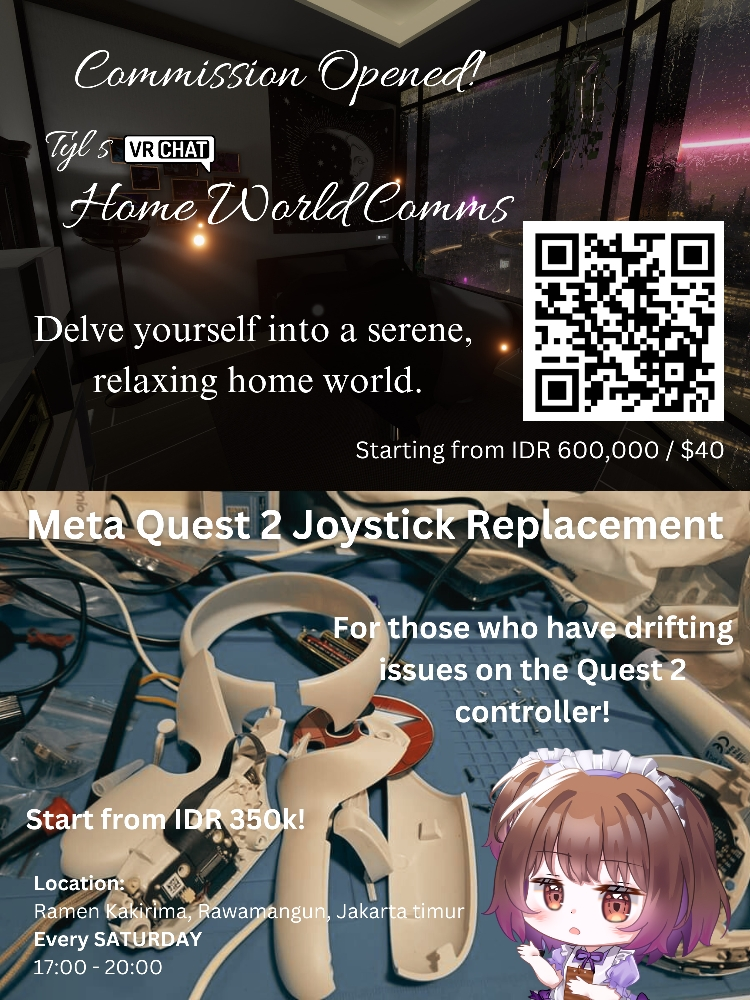 Commission Opened!
Tyl's VRCHAT
Home World Comms
Delve yourself into a serene,
relaxing home world.
Starting from IDR 600,000 / $40
Meta Quest 2 Joystick Replacement
For those who have drifting
issues on the Quest 2
controller!
Start from IDR 350k!
Location:
Ramen Kakirima, Rawamangun, Jakarta timur
Every SATURDAY
17:00 - 20:00